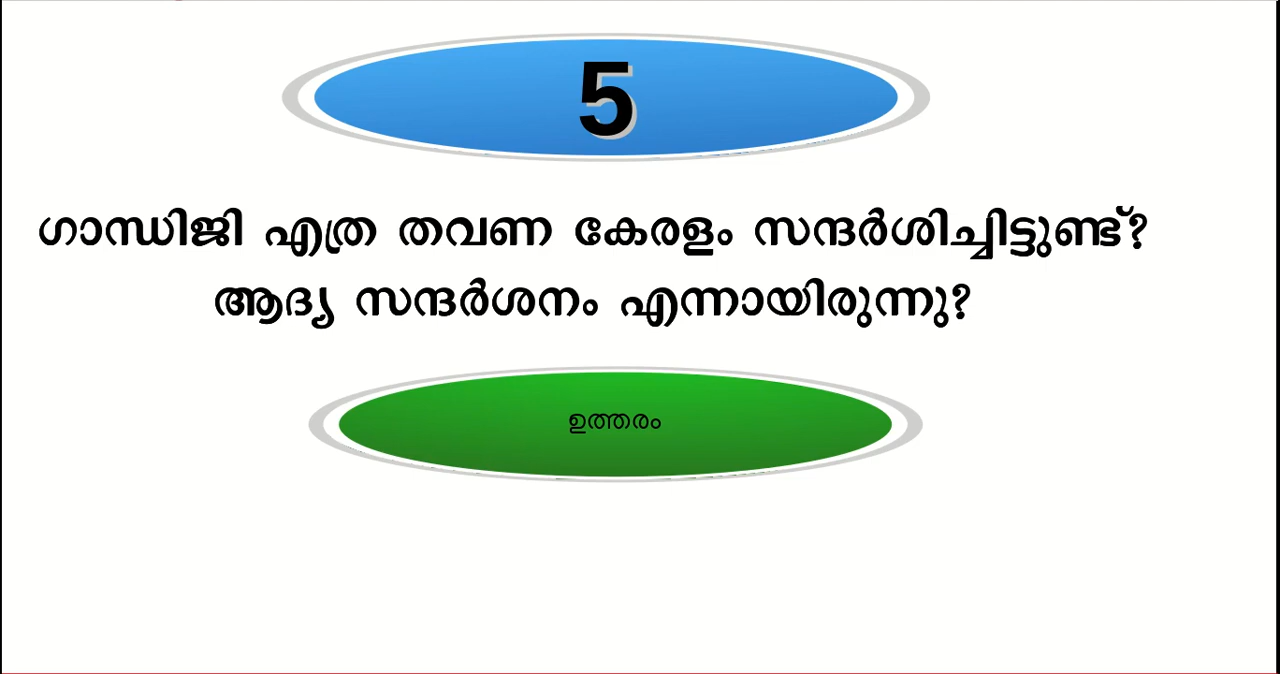 5
ഗാന്ധിജി എത്ര തവണ കേരളം സന്ദർശിച്ചിട്ടുണ്ട്?
ആദ്യ സന്ദർശനം എന്നായിരുന്നു?
ഉത്തരം